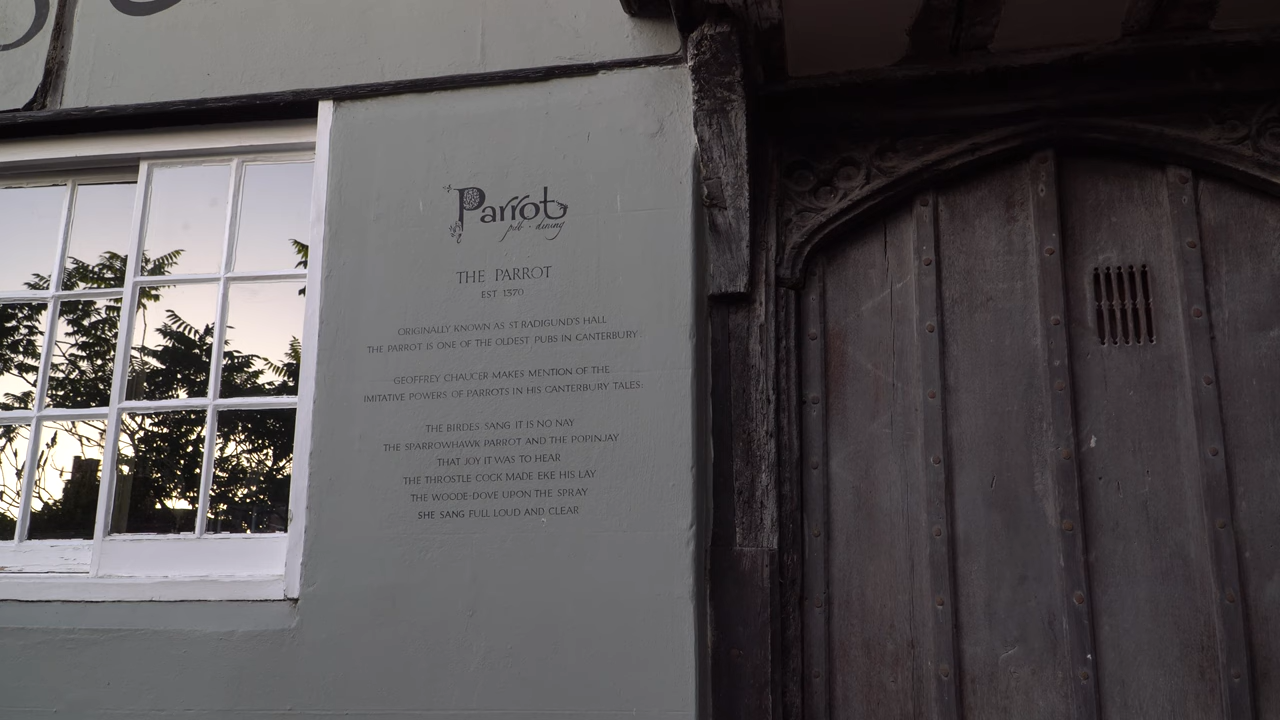 Parrot
pub · dining
THE PARROT
EST 1370
ORIGINALLY KNOWN AS ST RADIGUND'S HALL
THE PARROT IS ONE OF THE OLDEST PUBS IN CANTERBURY.
GEOFFREY CHAUCER MAKES MENTION OF THE
IMITATIVE POWERS OF PARROTS IN HIS CANTERBURY TALES:
THE BIRDES SANG IT IS NO NAY
THE SPARROWHAWK PARROT AND THE POPINJAY
THAT JOY IT WAS TO HEAR
THE THROSTLE COCK MADE EKE HIS LAY
THE WOODE-DOVE UPON THE SPRAY
SHE SANG FULL LOUD AND CLEAR